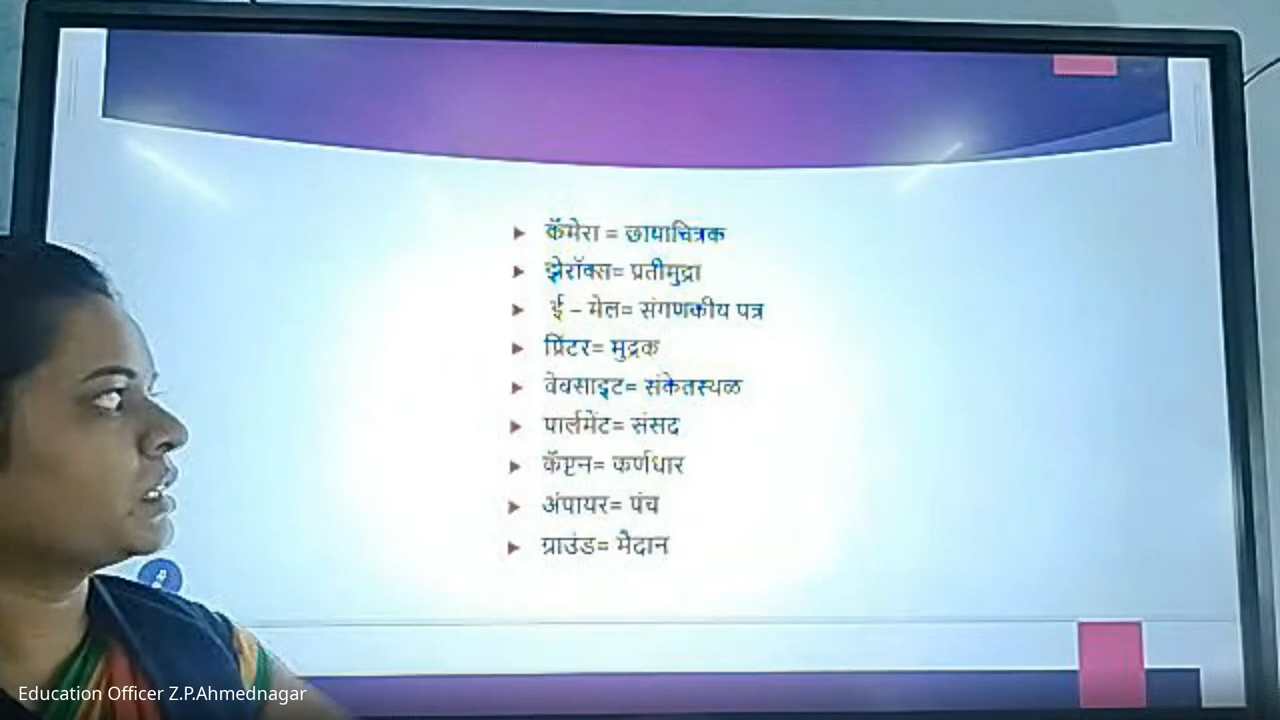 कॅमेरा = छायाचित्रक
झेरॉक्स= प्रतीमुद्रा
ई – मेल= संगणकीय पत्र
प्रिंटर= मुद्रक
वेबसाइट= संकेतस्थळ
पार्लमेंट= संसद
कॅप्टन= कर्णधार
अंपायर= पंच
ग्राउंड= मैदान
Education Officer Z.P.Ahmednagar